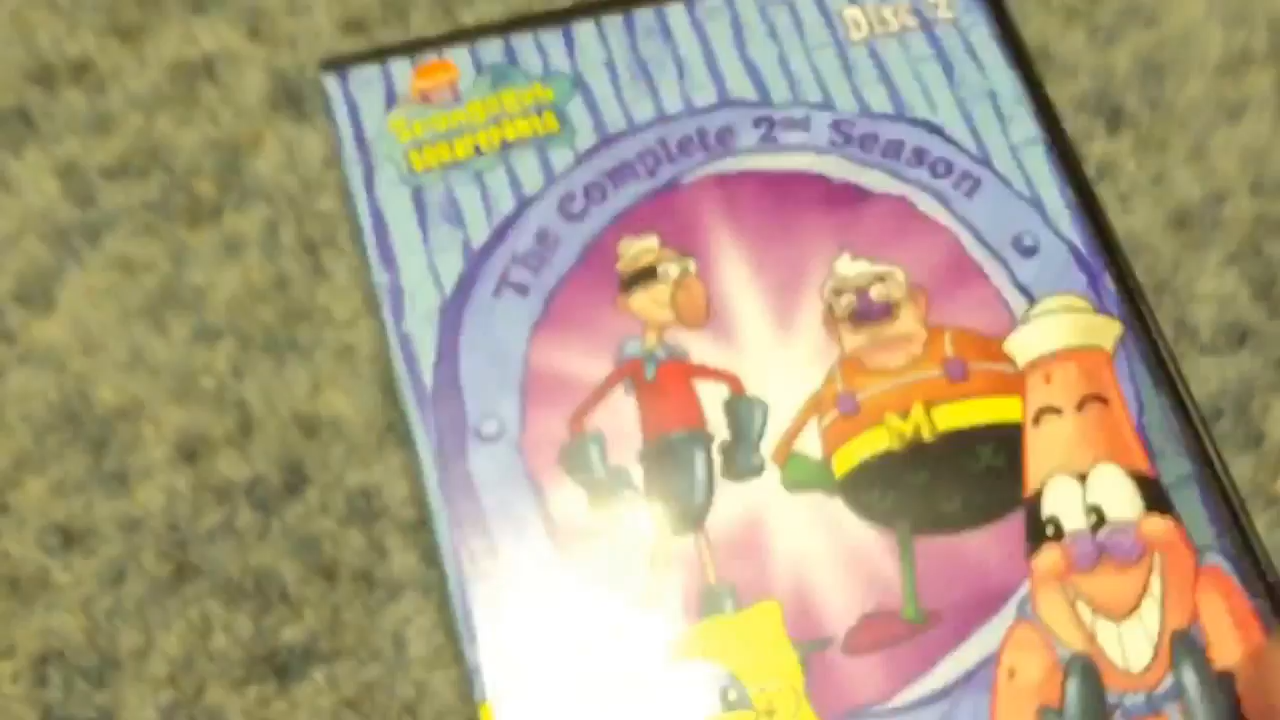 Disc 2
SpongeBob
SquarePants
The Complete 2nd Season
M